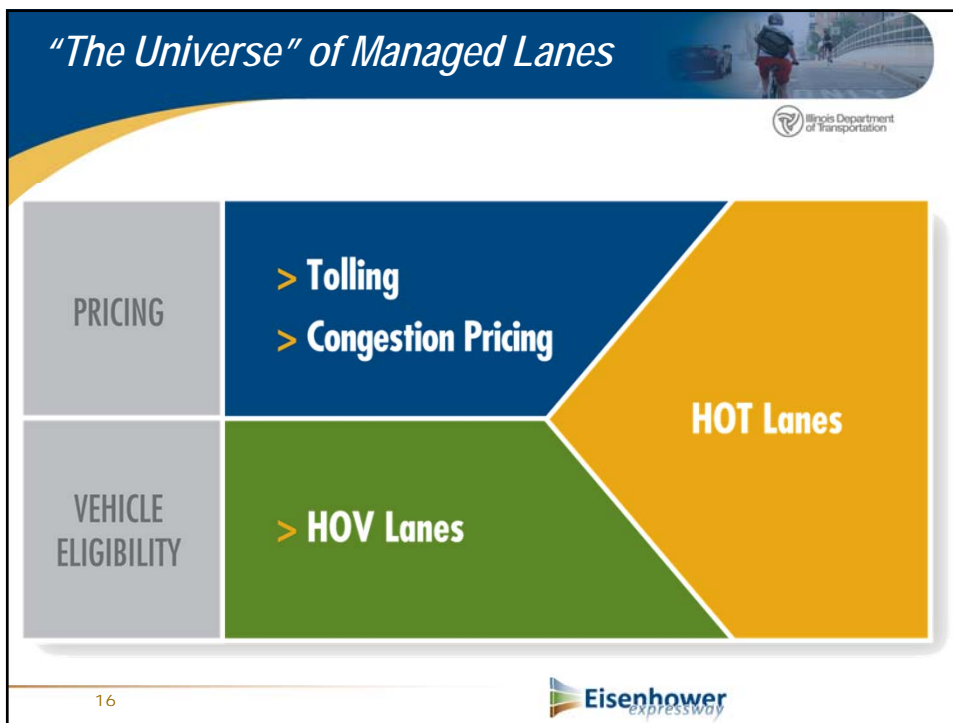 “The Universe” of Managed Lanes
Illinois Department
of Transportation
PRICING
> Tolling
> Congestion Pricing
HOT Lanes
VEHICLE
ELIGIBILITY
> HOV Lanes
16
Eisenhower
expressway